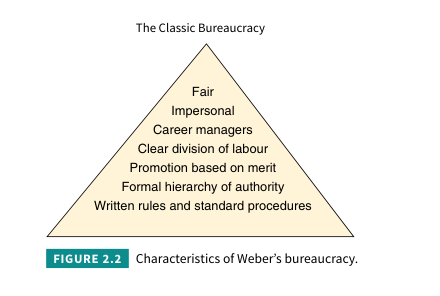 The Classic Bureaucracy
Fair
Impersonal
Career managers
Clear division of labour
Promotion based on merit
Formal hierarchy of authority
Written rules and standard procedures
FIGURE 2.2 Characteristics of Weber’s bureaucracy.